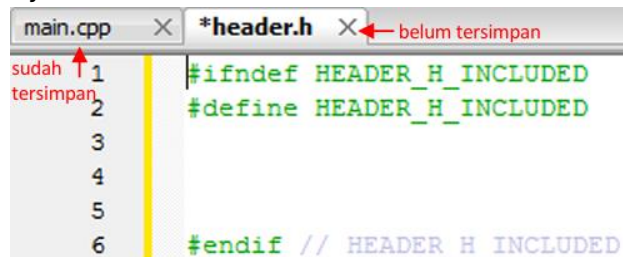 main.cpp × *header.h × belum tersimpan
sudah tersimpan
1 #ifndef HEADER_H_INCLUDED
2 #define HEADER_H_INCLUDED
3
4
5
6 #endif // HEADER_H_INCLUDED